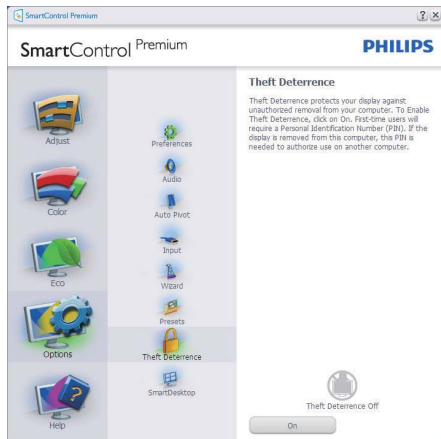 SmartControl Premium
SmartControl Premium
PHILIPS
Adjust
Color
Eco
Options
Help
Preferences
Audio
Auto Pivot
Input
Wizard
Presets
Theft Deterrence
SmartDesktop
Theft Deterrence
Theft Deterrence protects your display against
unauthorized removal from your computer. To Enable
Theft Deterrence, click on On. First-time users will
require a Personal Identification Number (PIN). If the
display is removed from this computer, this PIN is
needed to authorize use on another computer.
Theft Deterrence Off
On